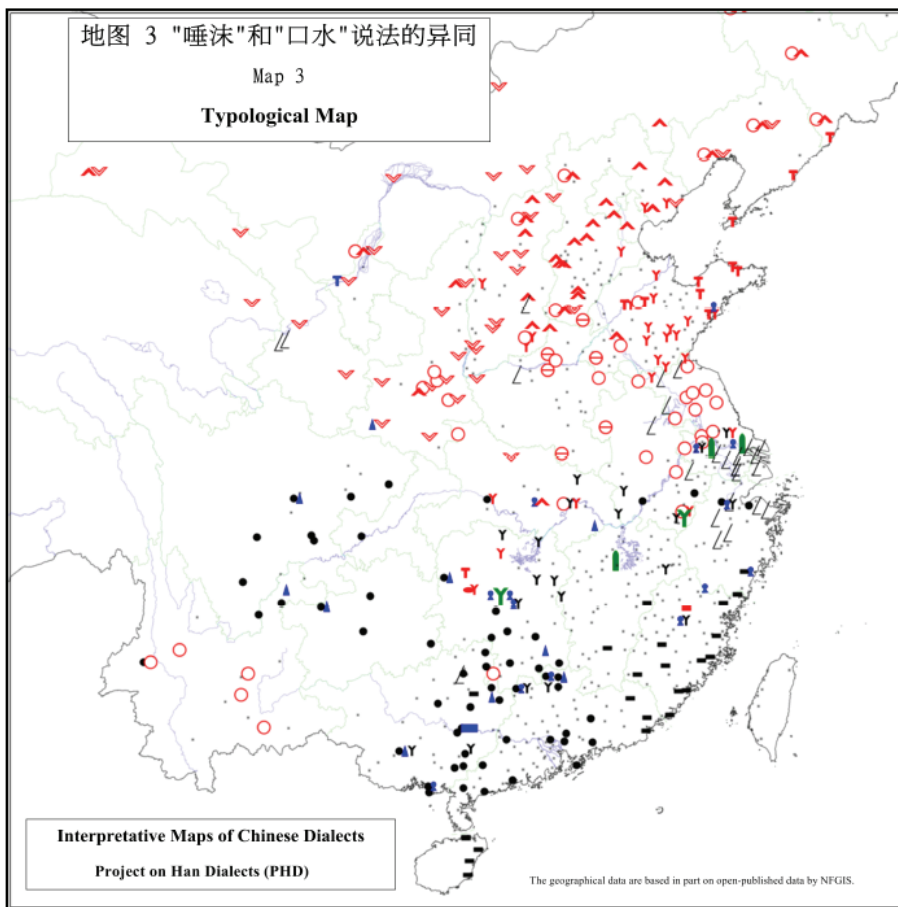 地图 3 "唾沫"和"口水"说法的异同
Map 3
Typological Map
Interpretative Maps of Chinese Dialects
Project on Han Dialects (PHD)
The geographical data are based in part on open-published data by NFGIS.